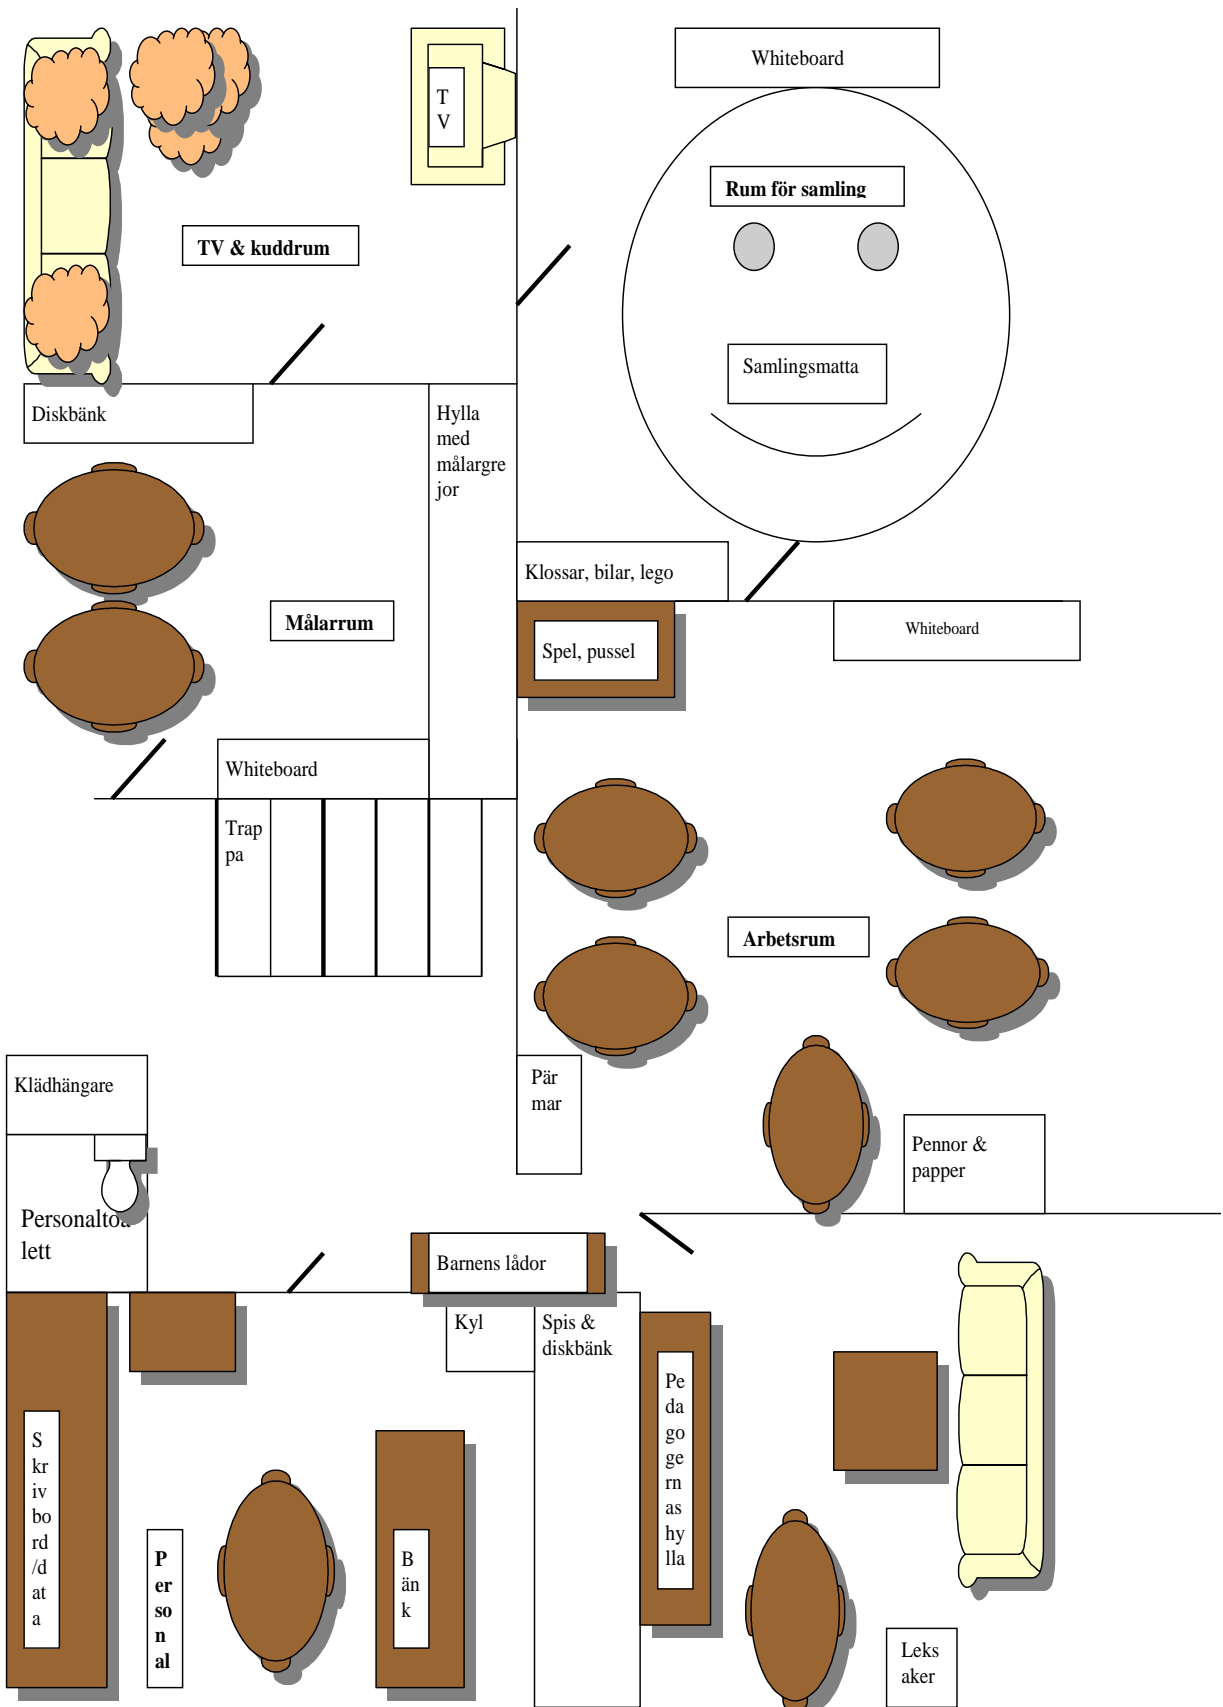 Whiteboard
T
V
Rum för samling
TV & kuddrum
Samlingsmatta
Diskbänk
Hylla
med
målargre
jor
Klossar, bilar, lego
Målarrum
Spel, pussel
Whiteboard
Whiteboard
Trap
pa
Arbetsrum
Klädhängare
Pär
mar
Pennor &
papper
Personaltoa
lett
Barnens lådor
Kyl
Spis &
diskbänk
Pe
da
go
ge
rn
as
hy
lla
S
kr
iv
bo
rd
/d
at
a
P
er
so
n
al
B
än
k
Leks
aker